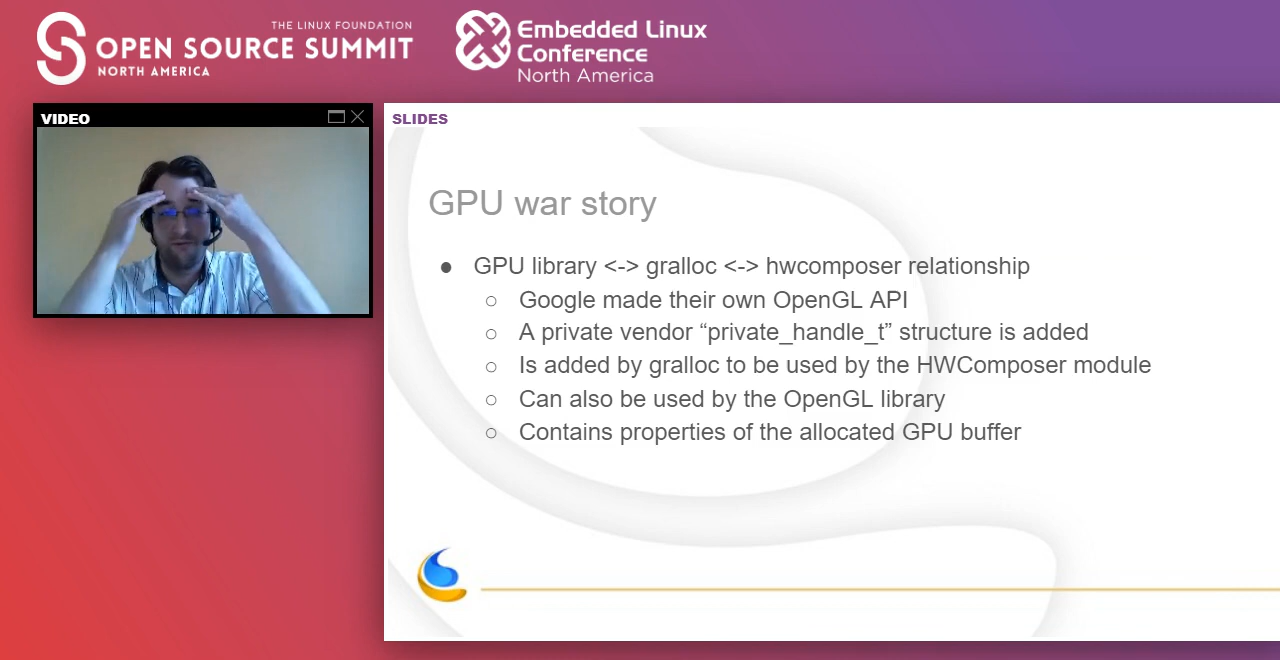 THE LINUX FOUNDATION
OPEN SOURCE SUMMIT
NORTH AMERICA
Embedded Linux
Conference
North America
VIDEO
SLIDES
GPU war story
● GPU library <-> gralloc <-> hwcomposer relationship
○ Google made their own OpenGL API
○ A private vendor “private_handle_t” structure is added
○ Is added by gralloc to be used by the HWComposer module
○ Can also be used by the OpenGL library
○ Contains properties of the allocated GPU buffer